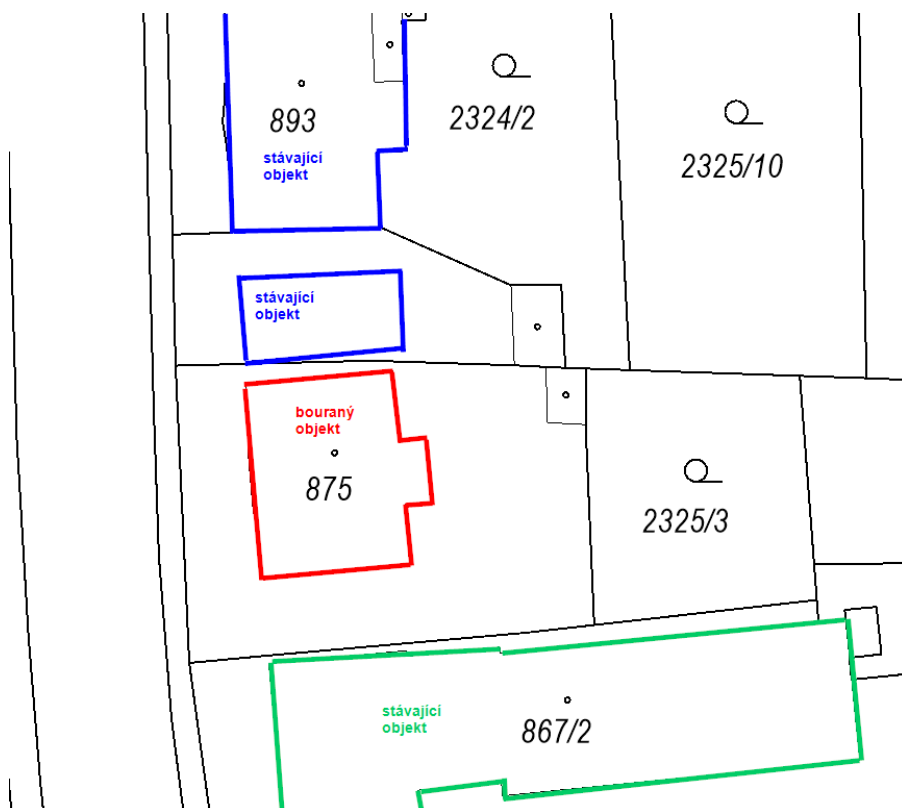 893
2324/2
2325/10
stávající
objekt
stávající
objekt
bouraný
objekt
875
2325/3
stávající
objekt
867/2